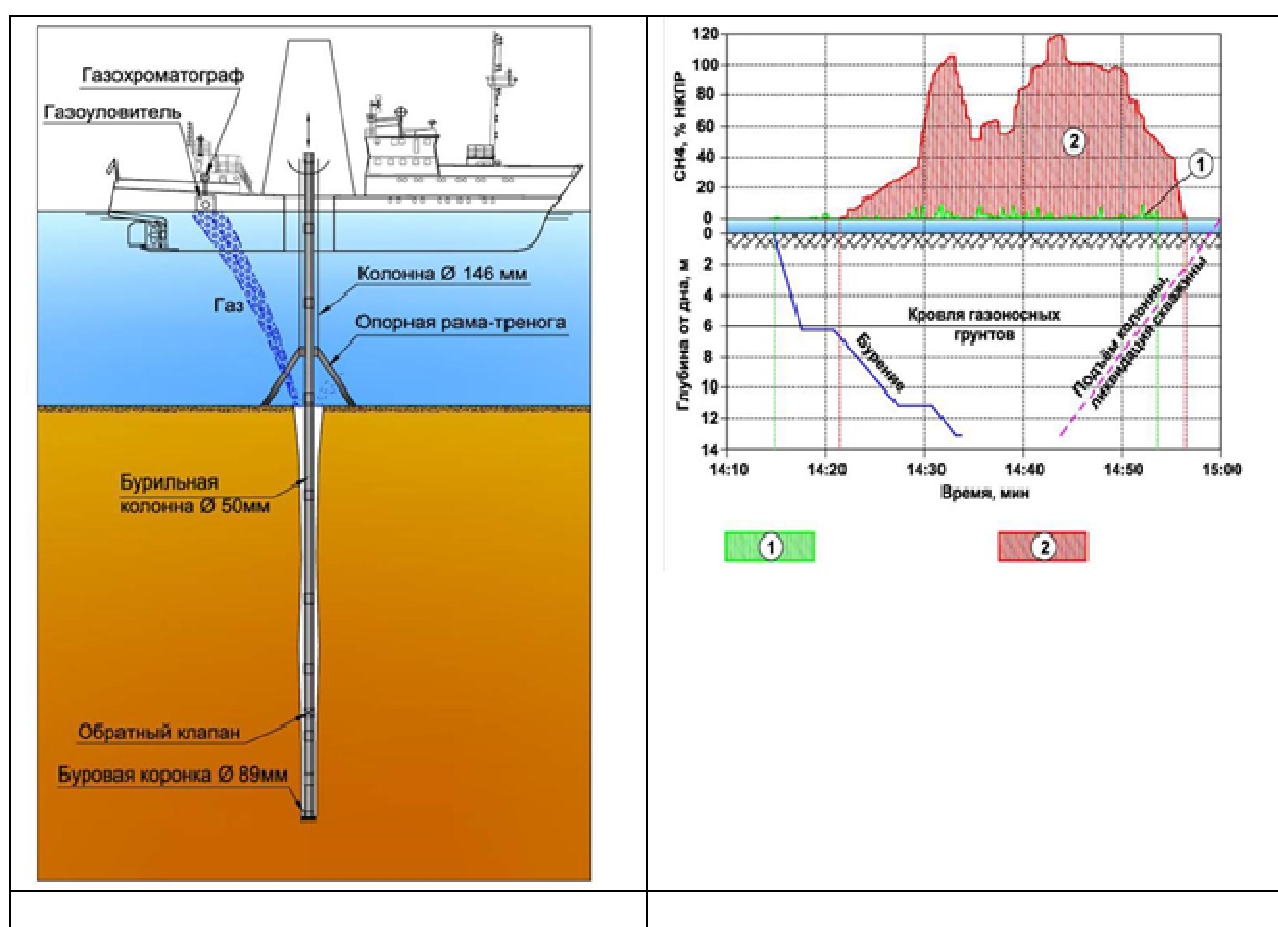 Газохроматограф
Газоуловитель
Газ
Колонна Ø 146 мм
Опорная рама-тренога
Бурильная
колонна Ø 50мм
Обратный клапан
Буровая коронка Ø 89мм
СН4, % НКПР
120
100
80
60
40
20
0
2
1
Глубина от дна, м
0
2
4
6
8
10
12
14
Бурение
Кровля газоносных
грунтов
Подъём колонны,
ликвидация скважины
14:10
14:20
14:30
14:40
14:50
15:00
Время, мин
1
2